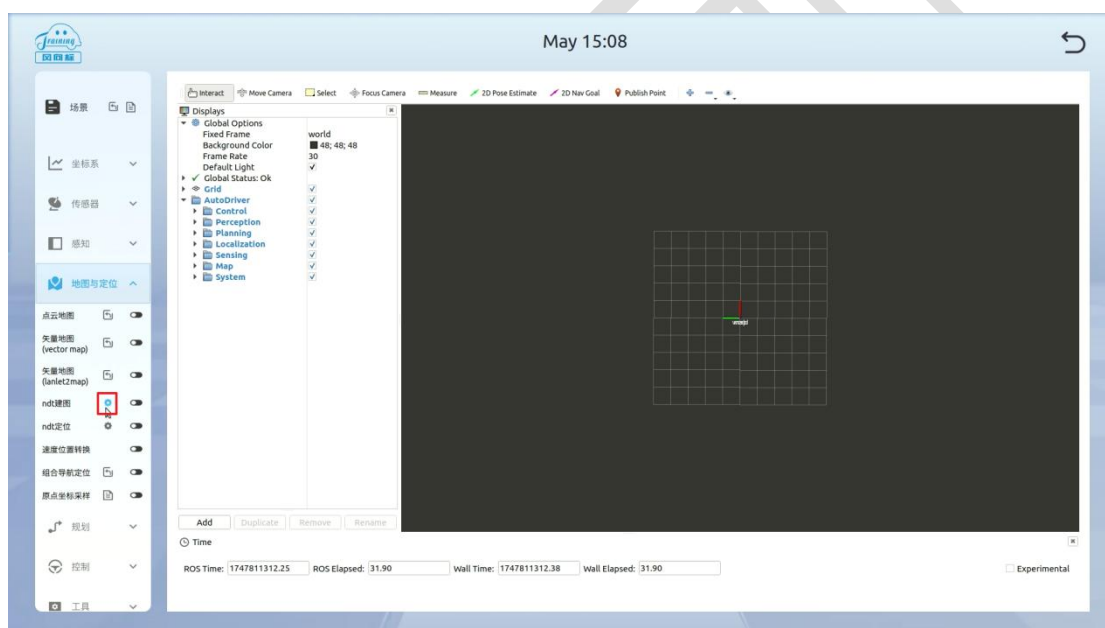 Training
风向标
May 15:08
场景
坐标系
传感器
感知
地图与定位
点云地图
矢量地图
(vector map)
矢量地图
(lanlet2map)
ndt建图
ndt定位
速度位置转换
组合导航定位
原点坐标采样
规划
控制
工具
Interact Move Camera Select Focus Camera Measure 2D Pose Estimate 2D Nav Goal Publish Point
Displays
Global Options
Fixed Frame world
Background Color 48; 48; 48
Frame Rate 30
Default Light
Global Status: Ok
Grid
AutoDriver
Control
Perception
Planning
Localization
Sensing
Map
System
Add Duplicate Remove Rename
Time
ROS Time: 1747811312.25 ROS Elapsed: 31.90 Wall Time: 1747811312.38 Wall Elapsed: 31.90 Experimental